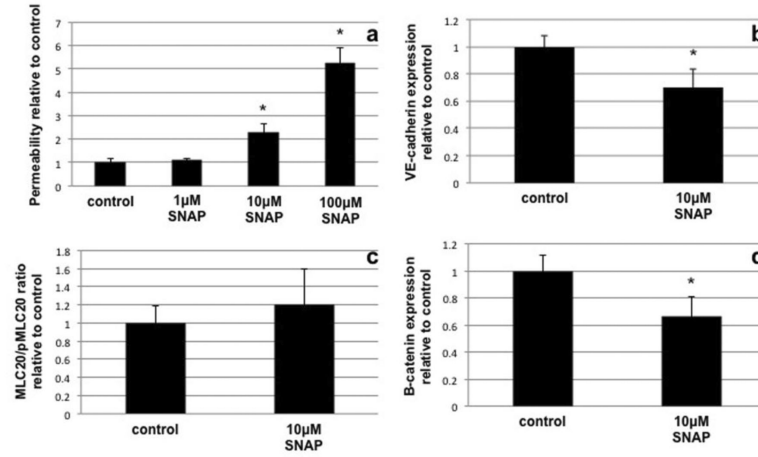 Permeability relative to control
7
6
5
4
3
2
1
0
a
*
*
control
1µM
SNAP
10µM
SNAP
100µM
SNAP
VE-cadherin expression
relative to control
1.2
1
0.8
0.6
0.4
0.2
0
b
*
control
10µM
SNAP
MLC20/pMLC20 ratio
relative to control
1.8
1.6
1.4
1.2
1
0.8
0.6
0.4
0.2
0
c
control
10µM
SNAP
B-catenin expression
relative to control
1.2
1
0.8
0.6
0.4
0.2
0
*
control
10µM
SNAP